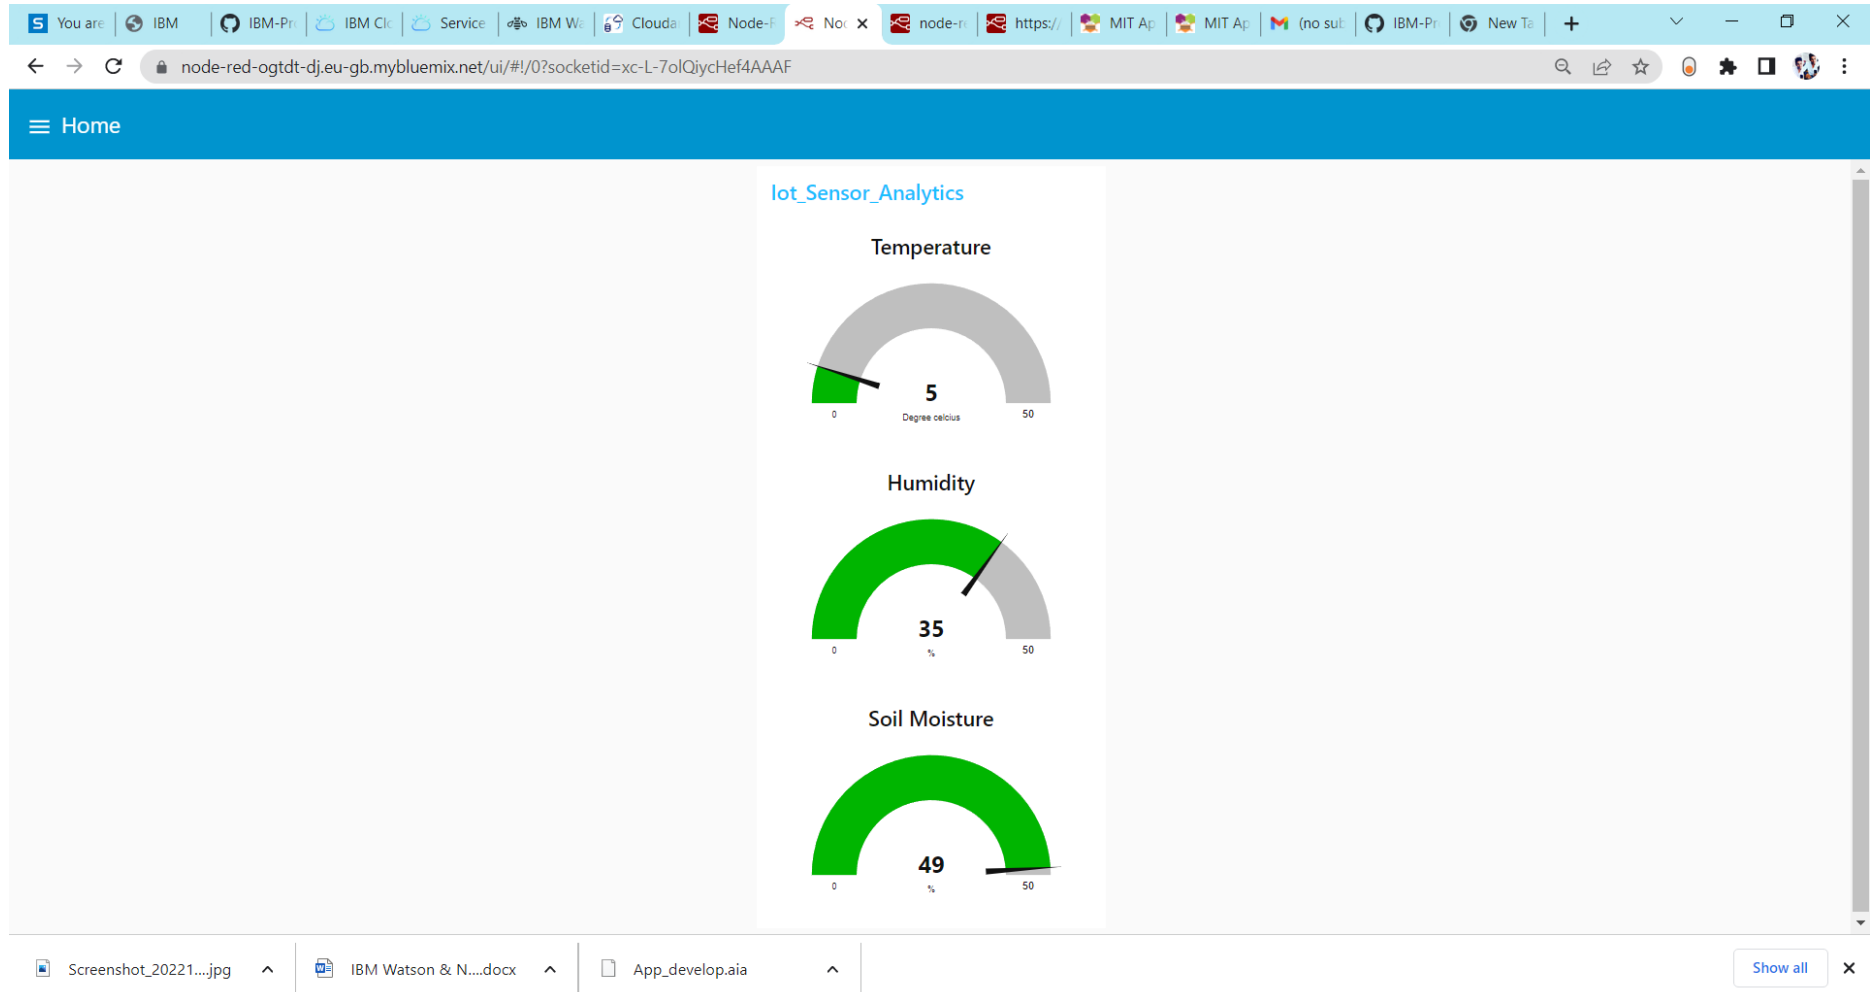 S You are
IBM
IBM-Pr
IBM Clo
Service
IBM Wa
Clouda
Node-F
Noc
node-re
https://
MIT Ap
MIT Ap
(no sub
IBM-Pr
New Ta
node-red-ogtdt-dj.eu-gb.mybluemix.net/ui/#!/0?socketid=xc-L-7olQiycHef4AAAF
Home
Iot_Sensor_Analytics
Temperature
5
0
Degree celcius
50
Humidity
35
0
%
50
Soil Moisture
49
0
%
50
Screenshot_20221....jpg
IBM Watson & N....docx
App_develop.aia
Show all